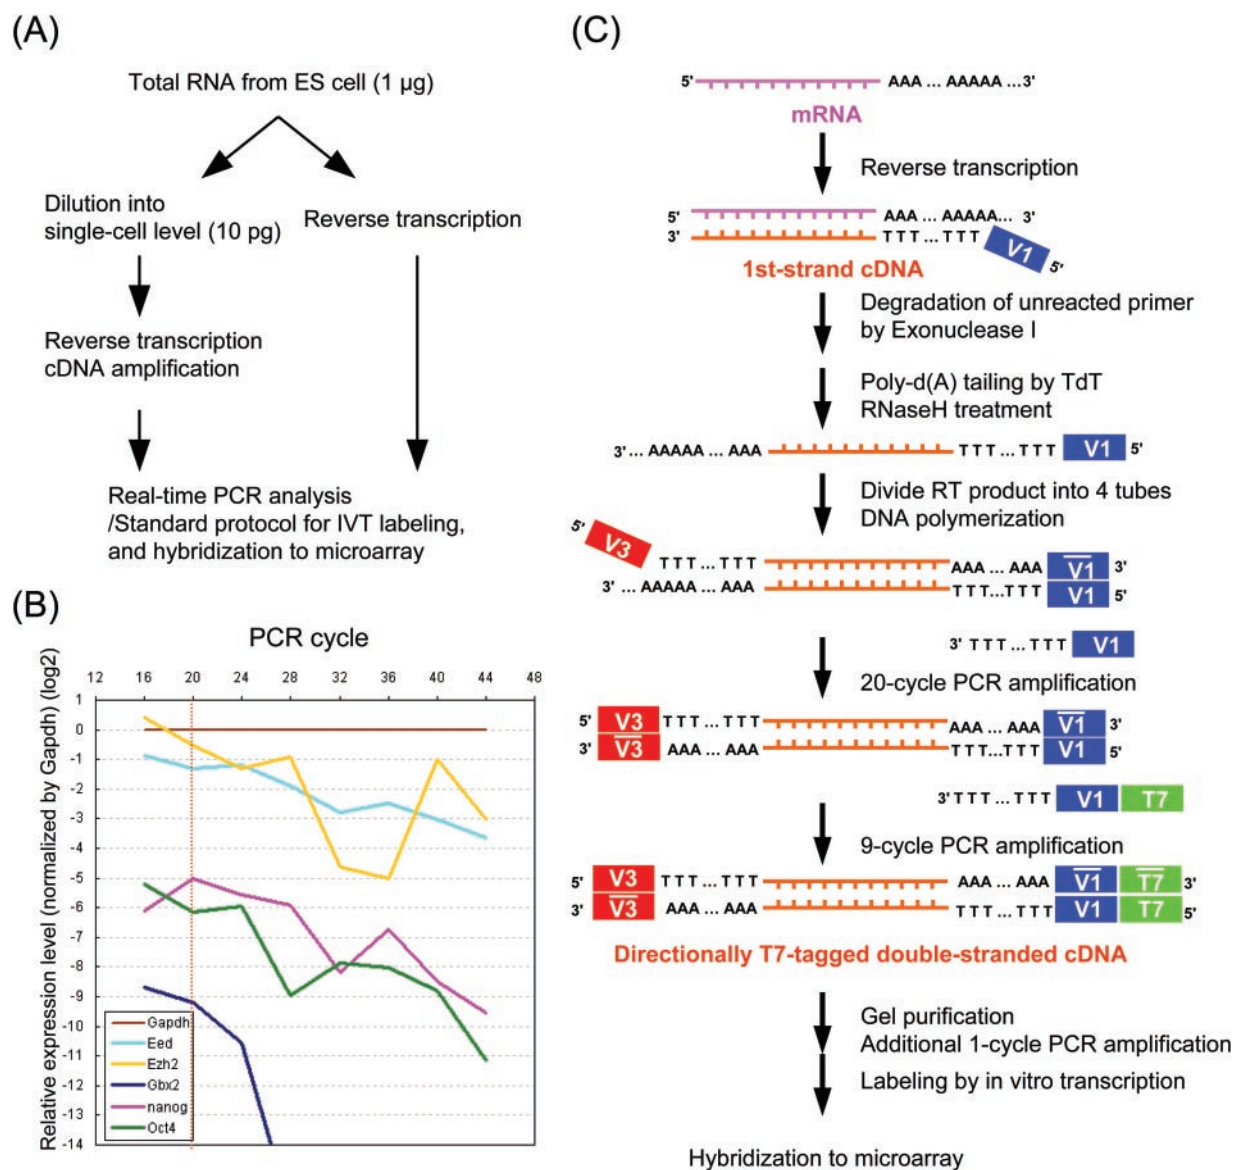 (A)
Total RNA from ES cell (1 µg)
Dilution into
single-cell level (10 pg)
Reverse transcription
Reverse transcription
cDNA amplification
Real-time PCR analysis
/Standard protocol for IVT labeling,
and hybridization to microarray
(B)
PCR cycle
12 16 20 24 28 32 36 40 44 48
Relative expression level (normalized by Gapdh) (log2)
1
0
-1
-2
-3
-4
-5
-6
-7
-8
-9
-10
-11
-12
-13
-14
Gapdh
Eed
Ezh2
Gbx2
nanog
Oct4
(C)
5' AAA ... AAAAA ...3'
mRNA
Reverse transcription
5' AAA ... AAAAA... 3'
3' TTT ... TTT V1 5'
1st-strand cDNA
Degradation of unreacted primer
by Exonuclease I
Poly-d(A) tailing by TdT
RNaseH treatment
3' ... AAAAA ... AAA TTT ... TTT V1 5'
Divide RT product into 4 tubes
DNA polymerization
5' V3 TTT ... TTT AAA ... AAA V1 3'
3' ... AAAAA ... AAA TTT...TTT V1 5'
3' TTT ... TTT V1
20-cycle PCR amplification
5' V3 TTT ... TTT AAA ... AAA V1 3'
3' V3 AAA ... AAA TTT...TTT V1 5'
3' TTT ... TTT V1 T7
9-cycle PCR amplification
5' V3 TTT ... TTT AAA ... AAA V1 T7 3'
3' V3 AAA ... AAA TTT ... TTT V1 T7 5'
Directionally T7-tagged double-stranded cDNA
Gel purification
Additional 1-cycle PCR amplification
Labeling by in vitro transcription
Hybridization to microarray